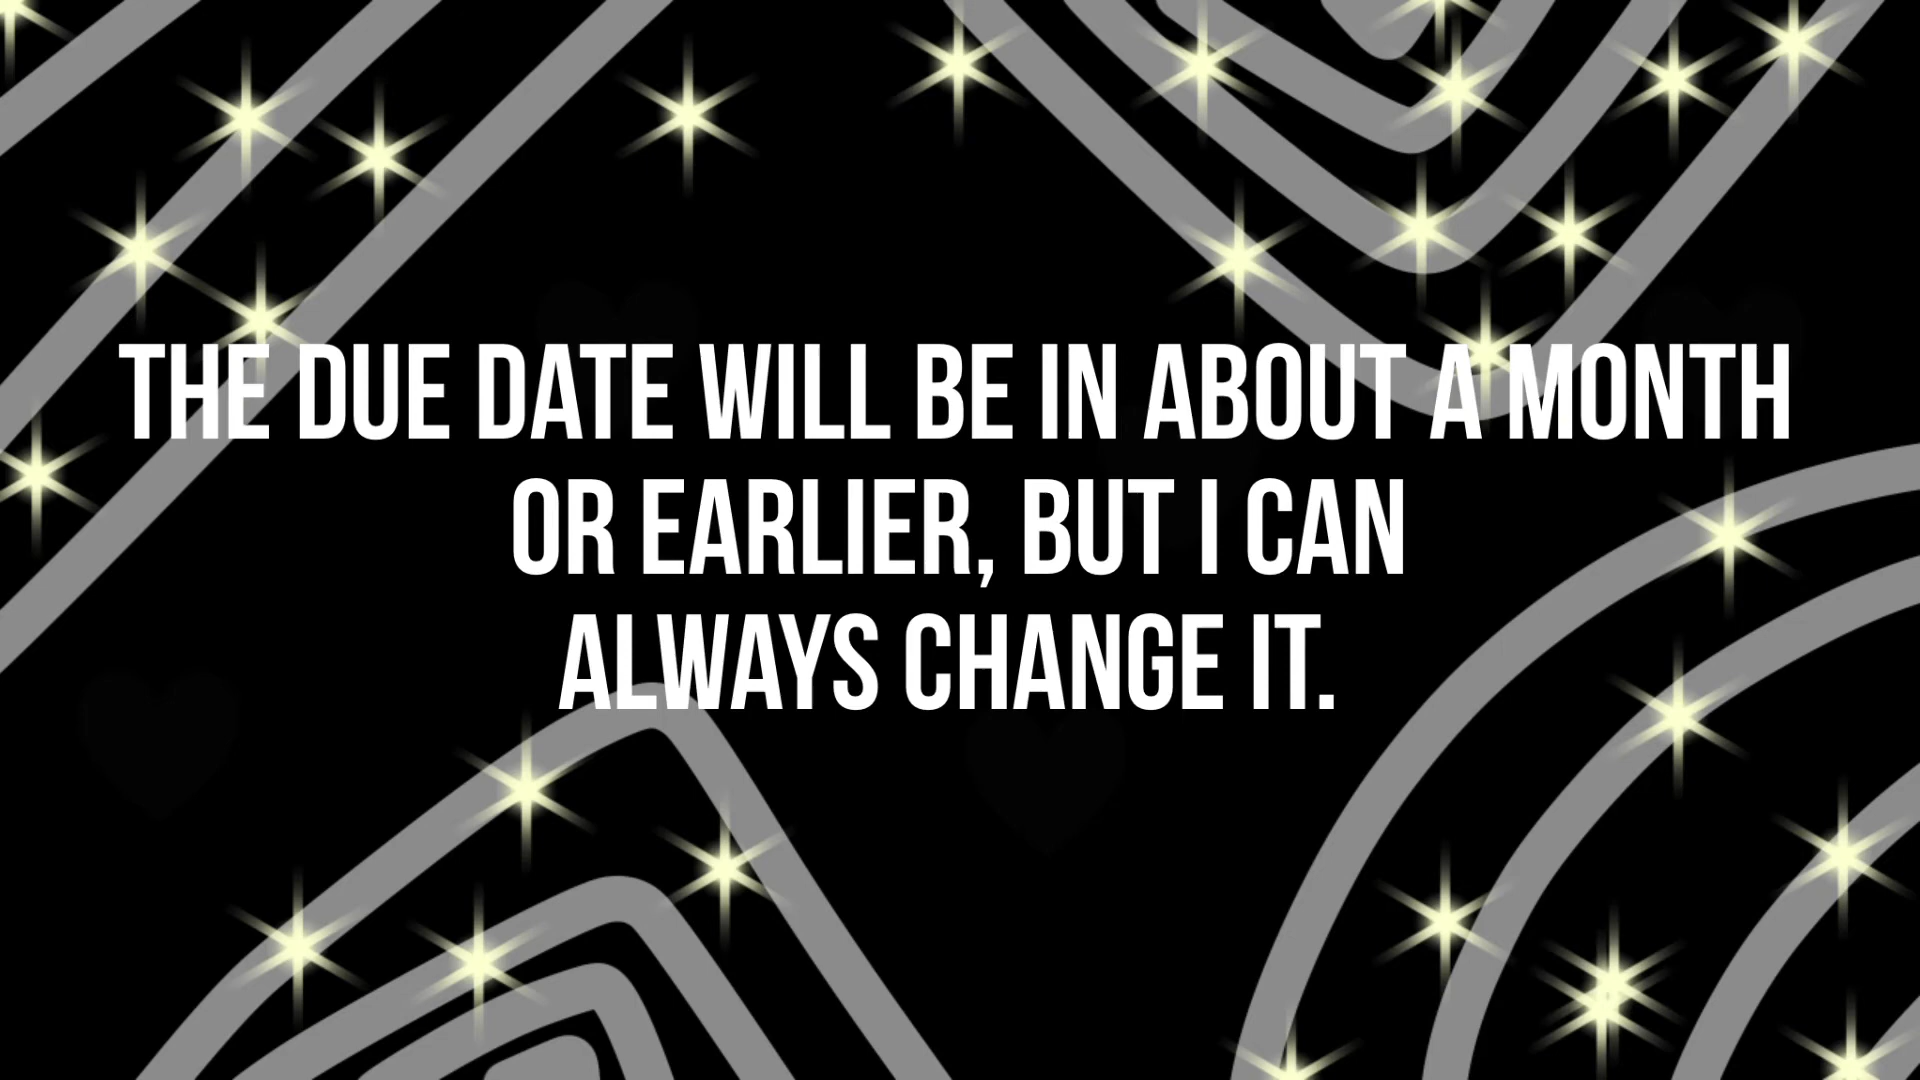 THE DUE DATE WILL BE IN ABOUT A MONTH
OR EARLIER, BUT I CAN
ALWAYS CHANGE IT.